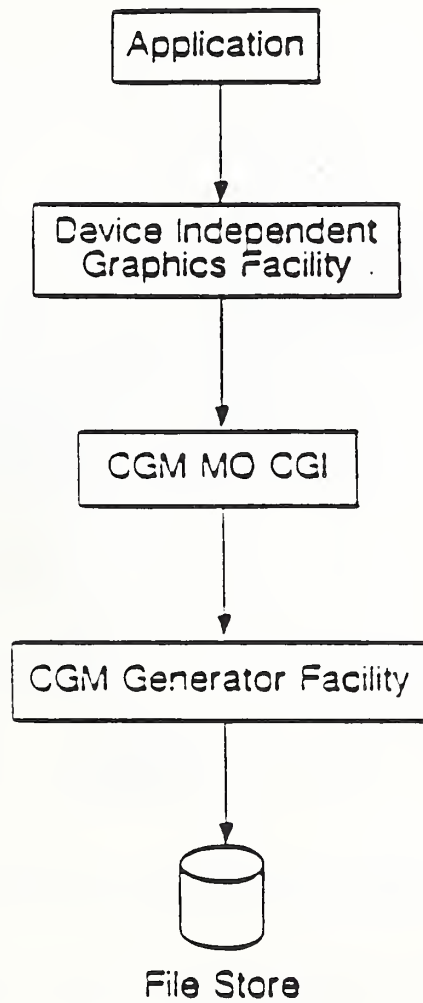 Application
Device Independent
Graphics Facility
CGM MO CGI
CGM Generator Facility
File Store